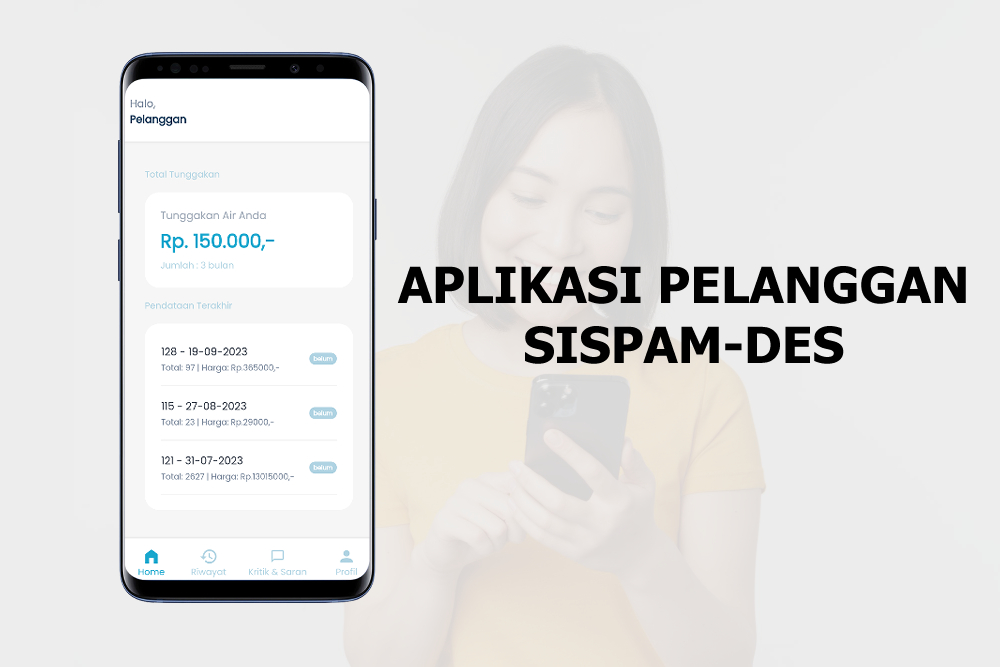 Halo,
Pelanggan
Total Tunggakan
Tunggakan Air Anda
Rp. 150.000,-
Jumlah : 3 bulan
Pendataan Terakhir
128 - 19-09-2023
belum
Total: 97 | Harga: Rp.365000,-
115 - 27-08-2023
belum
Total: 23 | Harga: Rp.29000,-
121 - 31-07-2023
belum
Total: 2627 | Harga: Rp.13015000,-
Home Riwayat Kritik & Saran Profil
APLIKASI PELANGGAN
SISPAM-DES